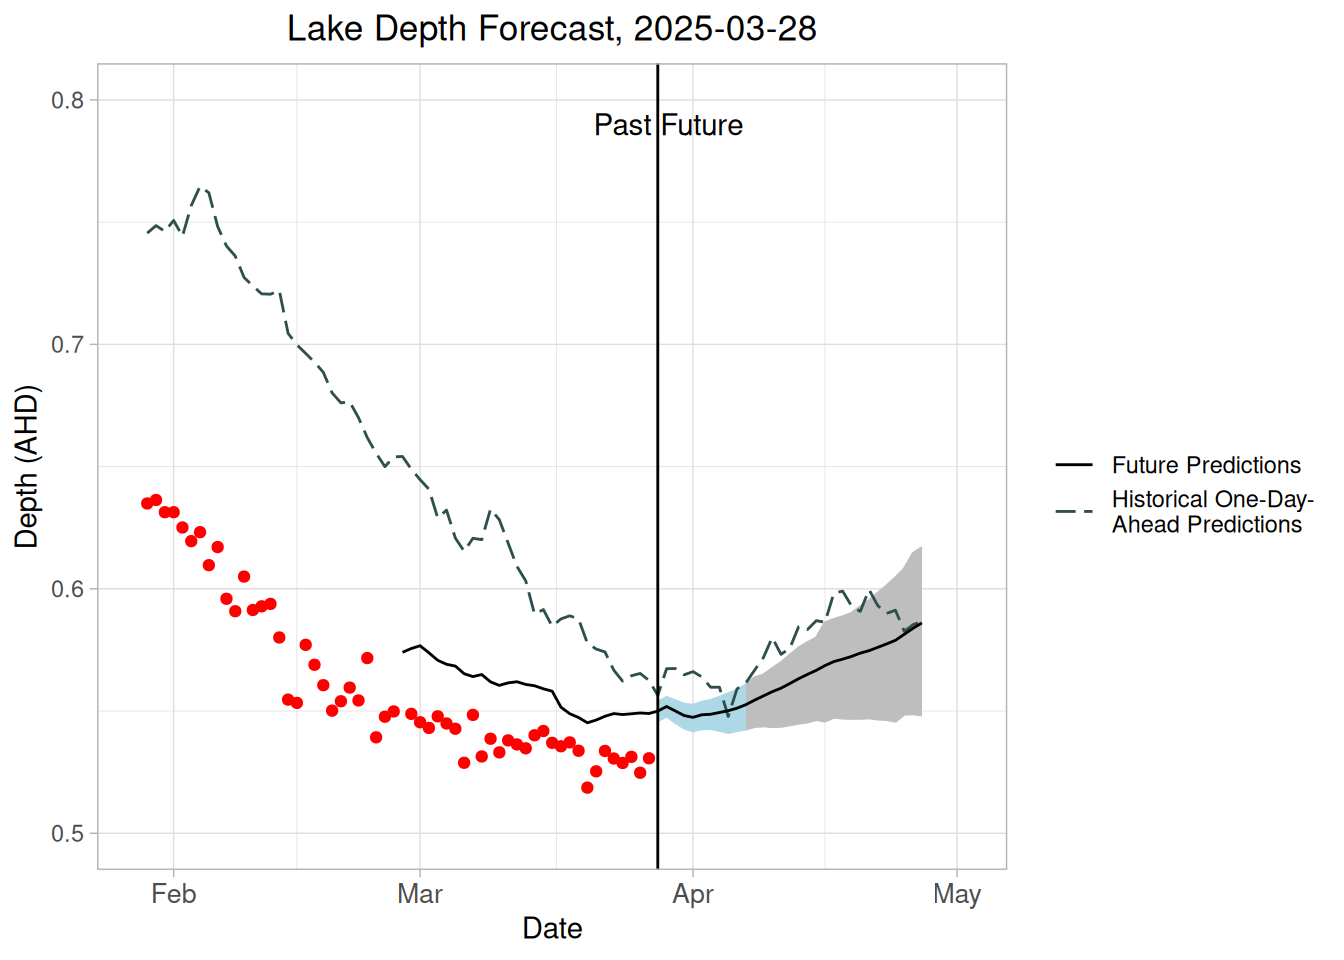 Lake Depth Forecast, 2025-03-28
0.8
Past Future
0.7
Depth (AHD)
Future Predictions
Historical One-Day-
Ahead Predictions
0.6
0.5
Feb Mar Apr May
Date